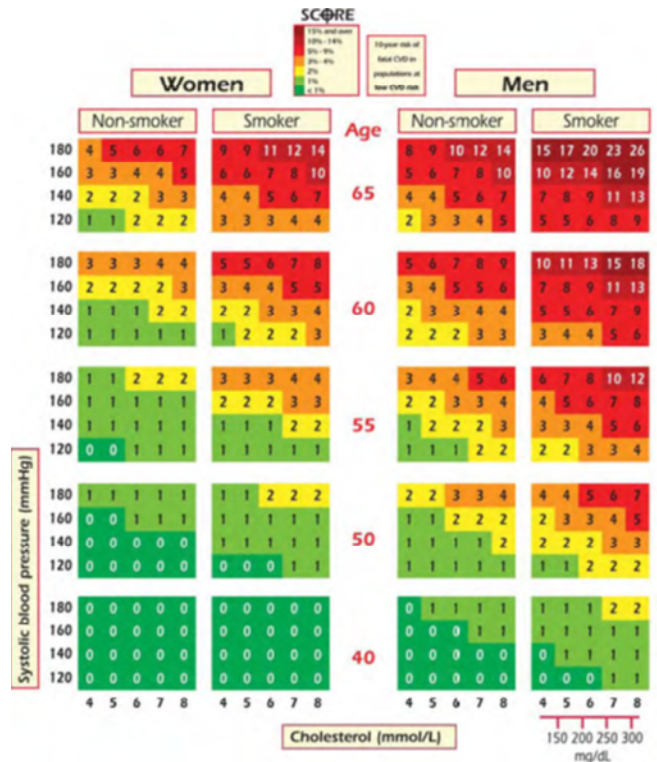 SCORE
15% and over
10% - 14%
5% - 9%
3% - 4%
2%
1%
< 1%
10-year risk of
fatal CVD in
populations at
low CVD risk
Women
Men
Non-smoker Smoker Age Non-smoker Smoker
180 4 5 6 6 7 9 9 11 12 14 8 9 10 12 14 15 17 20 23 26
160 3 3 4 4 5 6 6 7 8 10 5 6 7 8 10 10 12 14 16 19
65
140 2 2 2 3 3 4 4 5 6 7 4 4 5 6 7 7 8 9 11 13
120 1 1 2 2 2 3 3 3 4 4 2 3 3 4 5 5 5 6 8 9
180 3 3 3 4 4 5 5 6 7 8 5 6 7 8 9 10 11 13 15 18
160 2 2 2 2 3 3 4 4 5 5 3 4 5 5 6 7 8 9 11 13
60
140 1 1 1 2 2 2 2 3 3 4 2 3 3 4 4 5 5 6 7 9
120 1 1 1 1 1 1 2 2 2 3 2 2 2 3 3 3 4 4 5 6
180 1 1 2 2 2 3 3 3 4 4 3 4 4 5 6 6 7 8 10 12
160 1 1 1 1 1 2 2 2 3 3 2 2 3 3 4 4 5 6 7 8
55
140 1 1 1 1 1 1 1 1 2 2 1 2 2 2 3 3 4 5 6
120 0 0 1 1 1 1 1 1 1 1 1 1 1 2 2 2 2 3 3 4
180 1 1 1 1 1 1 1 2 2 2 2 2 3 3 4 4 4 5 6 7
160 0 0 1 1 1 1 1 1 1 1 1 1 2 2 2 2 3 3 4 5
50
140 0 0 0 0 0 1 1 1 1 1 1 1 1 2 2 2 2 3 3
120 0 0 0 0 0 0 0 0 1 1 1 1 1 1 1 1 1 2 2 2
180 0 0 0 0 0 0 0 0 0 0 0 1 1 1 1 1 1 1 2 2
160 0 0 0 0 0 0 0 0 0 0 0 0 0 1 1 1 1 1 1 1
40
140 0 0 0 0 0 0 0 0 0 0 0 0 0 0 0 0 1 1 1 1
120 0 0 0 0 0 0 0 0 0 0 0 0 0 0 0 0 0 0 1 1
4 5 6 7 8 4 5 6 7 8 4 5 6 7 8 4 5 6 7 8
Systolic blood pressure (mmHg)
Cholesterol (mmol/L)
150 200 250 300
mg/dL